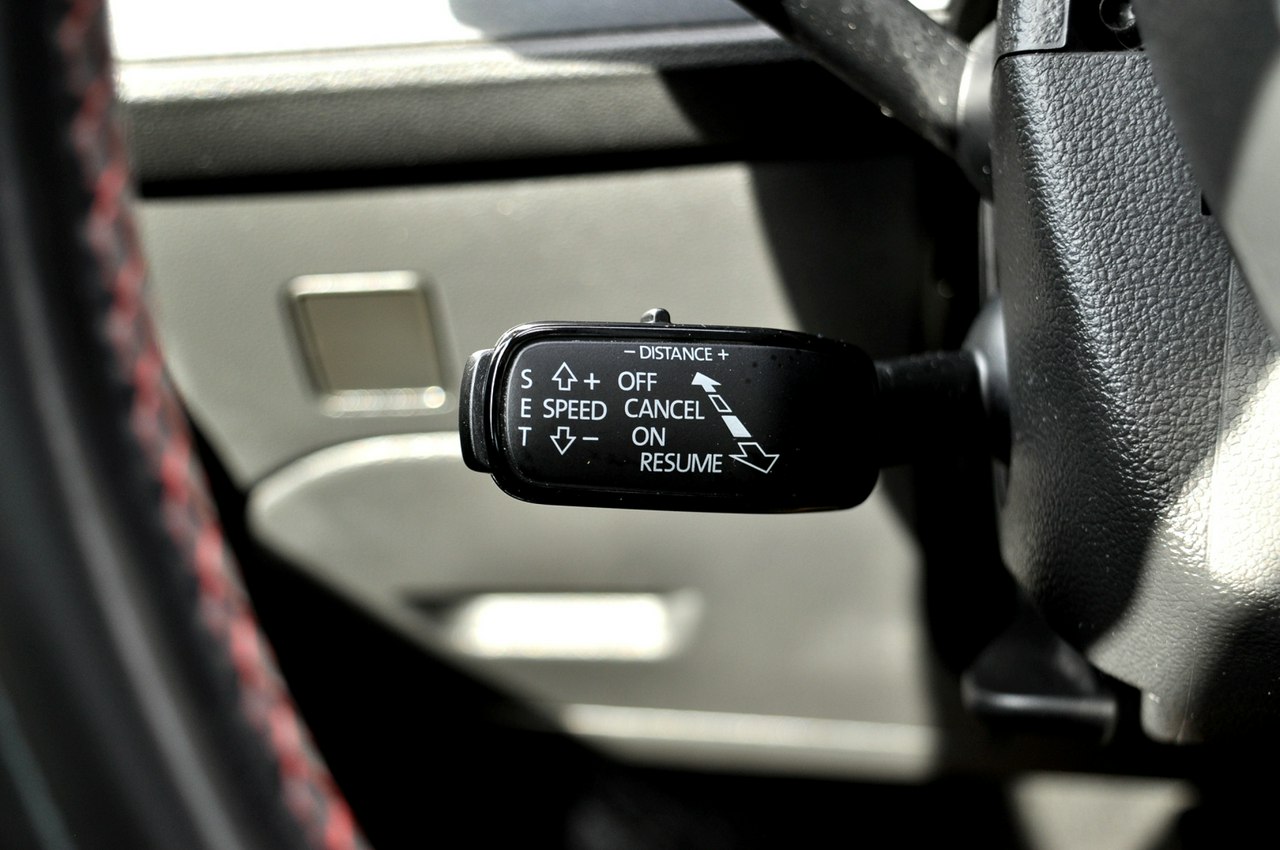 – DISTANCE +
S + OFF
E SPEED CANCEL
T – ON
RESUME